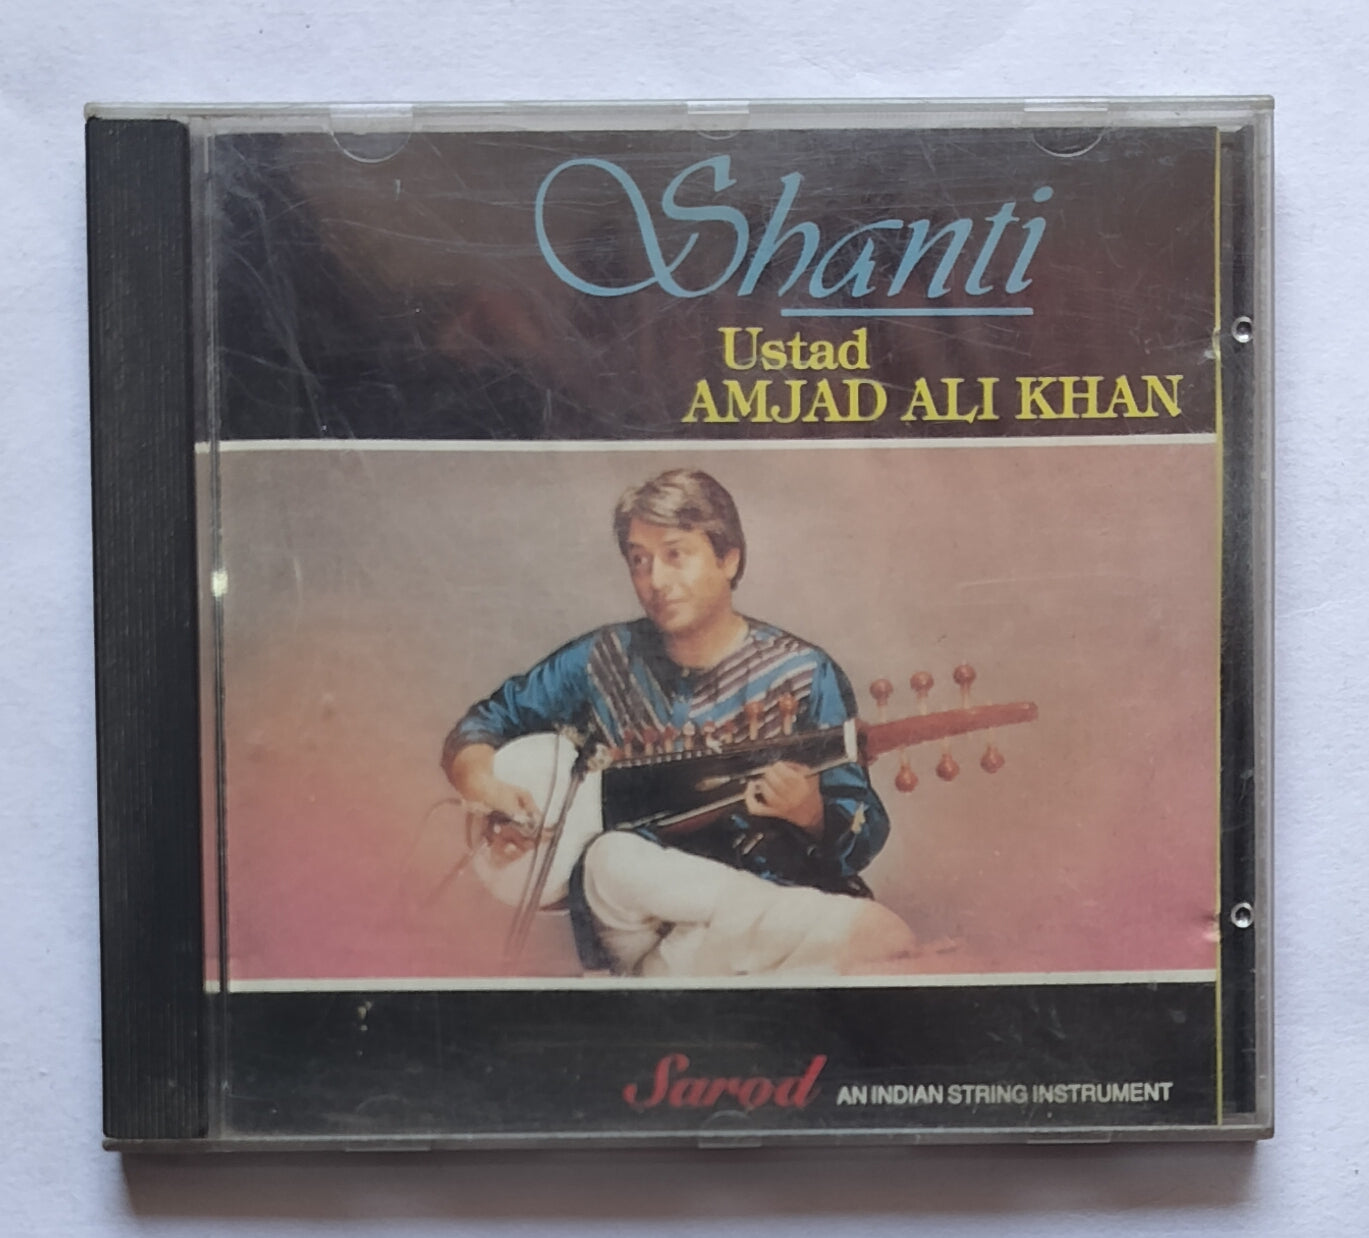 Shanti
Ustad
AMJAD ALI KHAN
Sarod AN INDIAN STRING INSTRUMENT